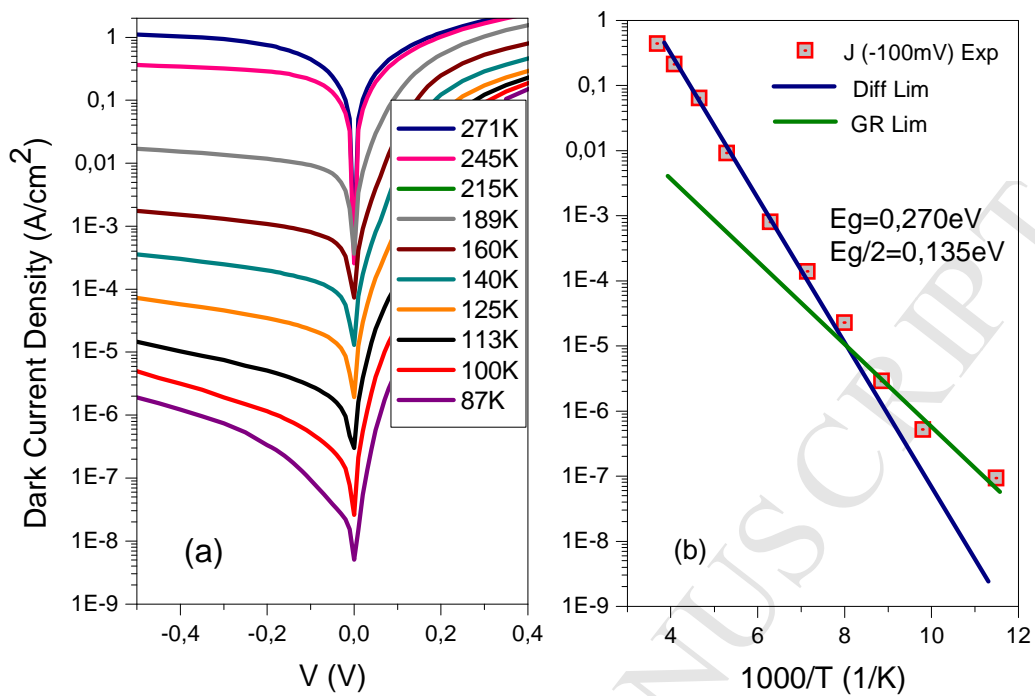 Dark Current Density (A/cm²)
1
0,1
0,01
1E-3
1E-4
1E-5
1E-6
1E-7
1E-8
1E-9
271K
245K
215K
189K
160K
140K
125K
113K
100K
87K
(a)
-0,4
-0,2
0,0
0,2
0,4
V (V)
1
0,1
0,01
1E-3
1E-4
1E-5
1E-6
1E-7
1E-8
1E-9
J (-100mV) Exp
Diff Lim
GR Lim
Eg=0,270eV
Eg/2=0,135eV
(b)
4
6
8
10
12
1000/T (1/K)
NUSCRIPT